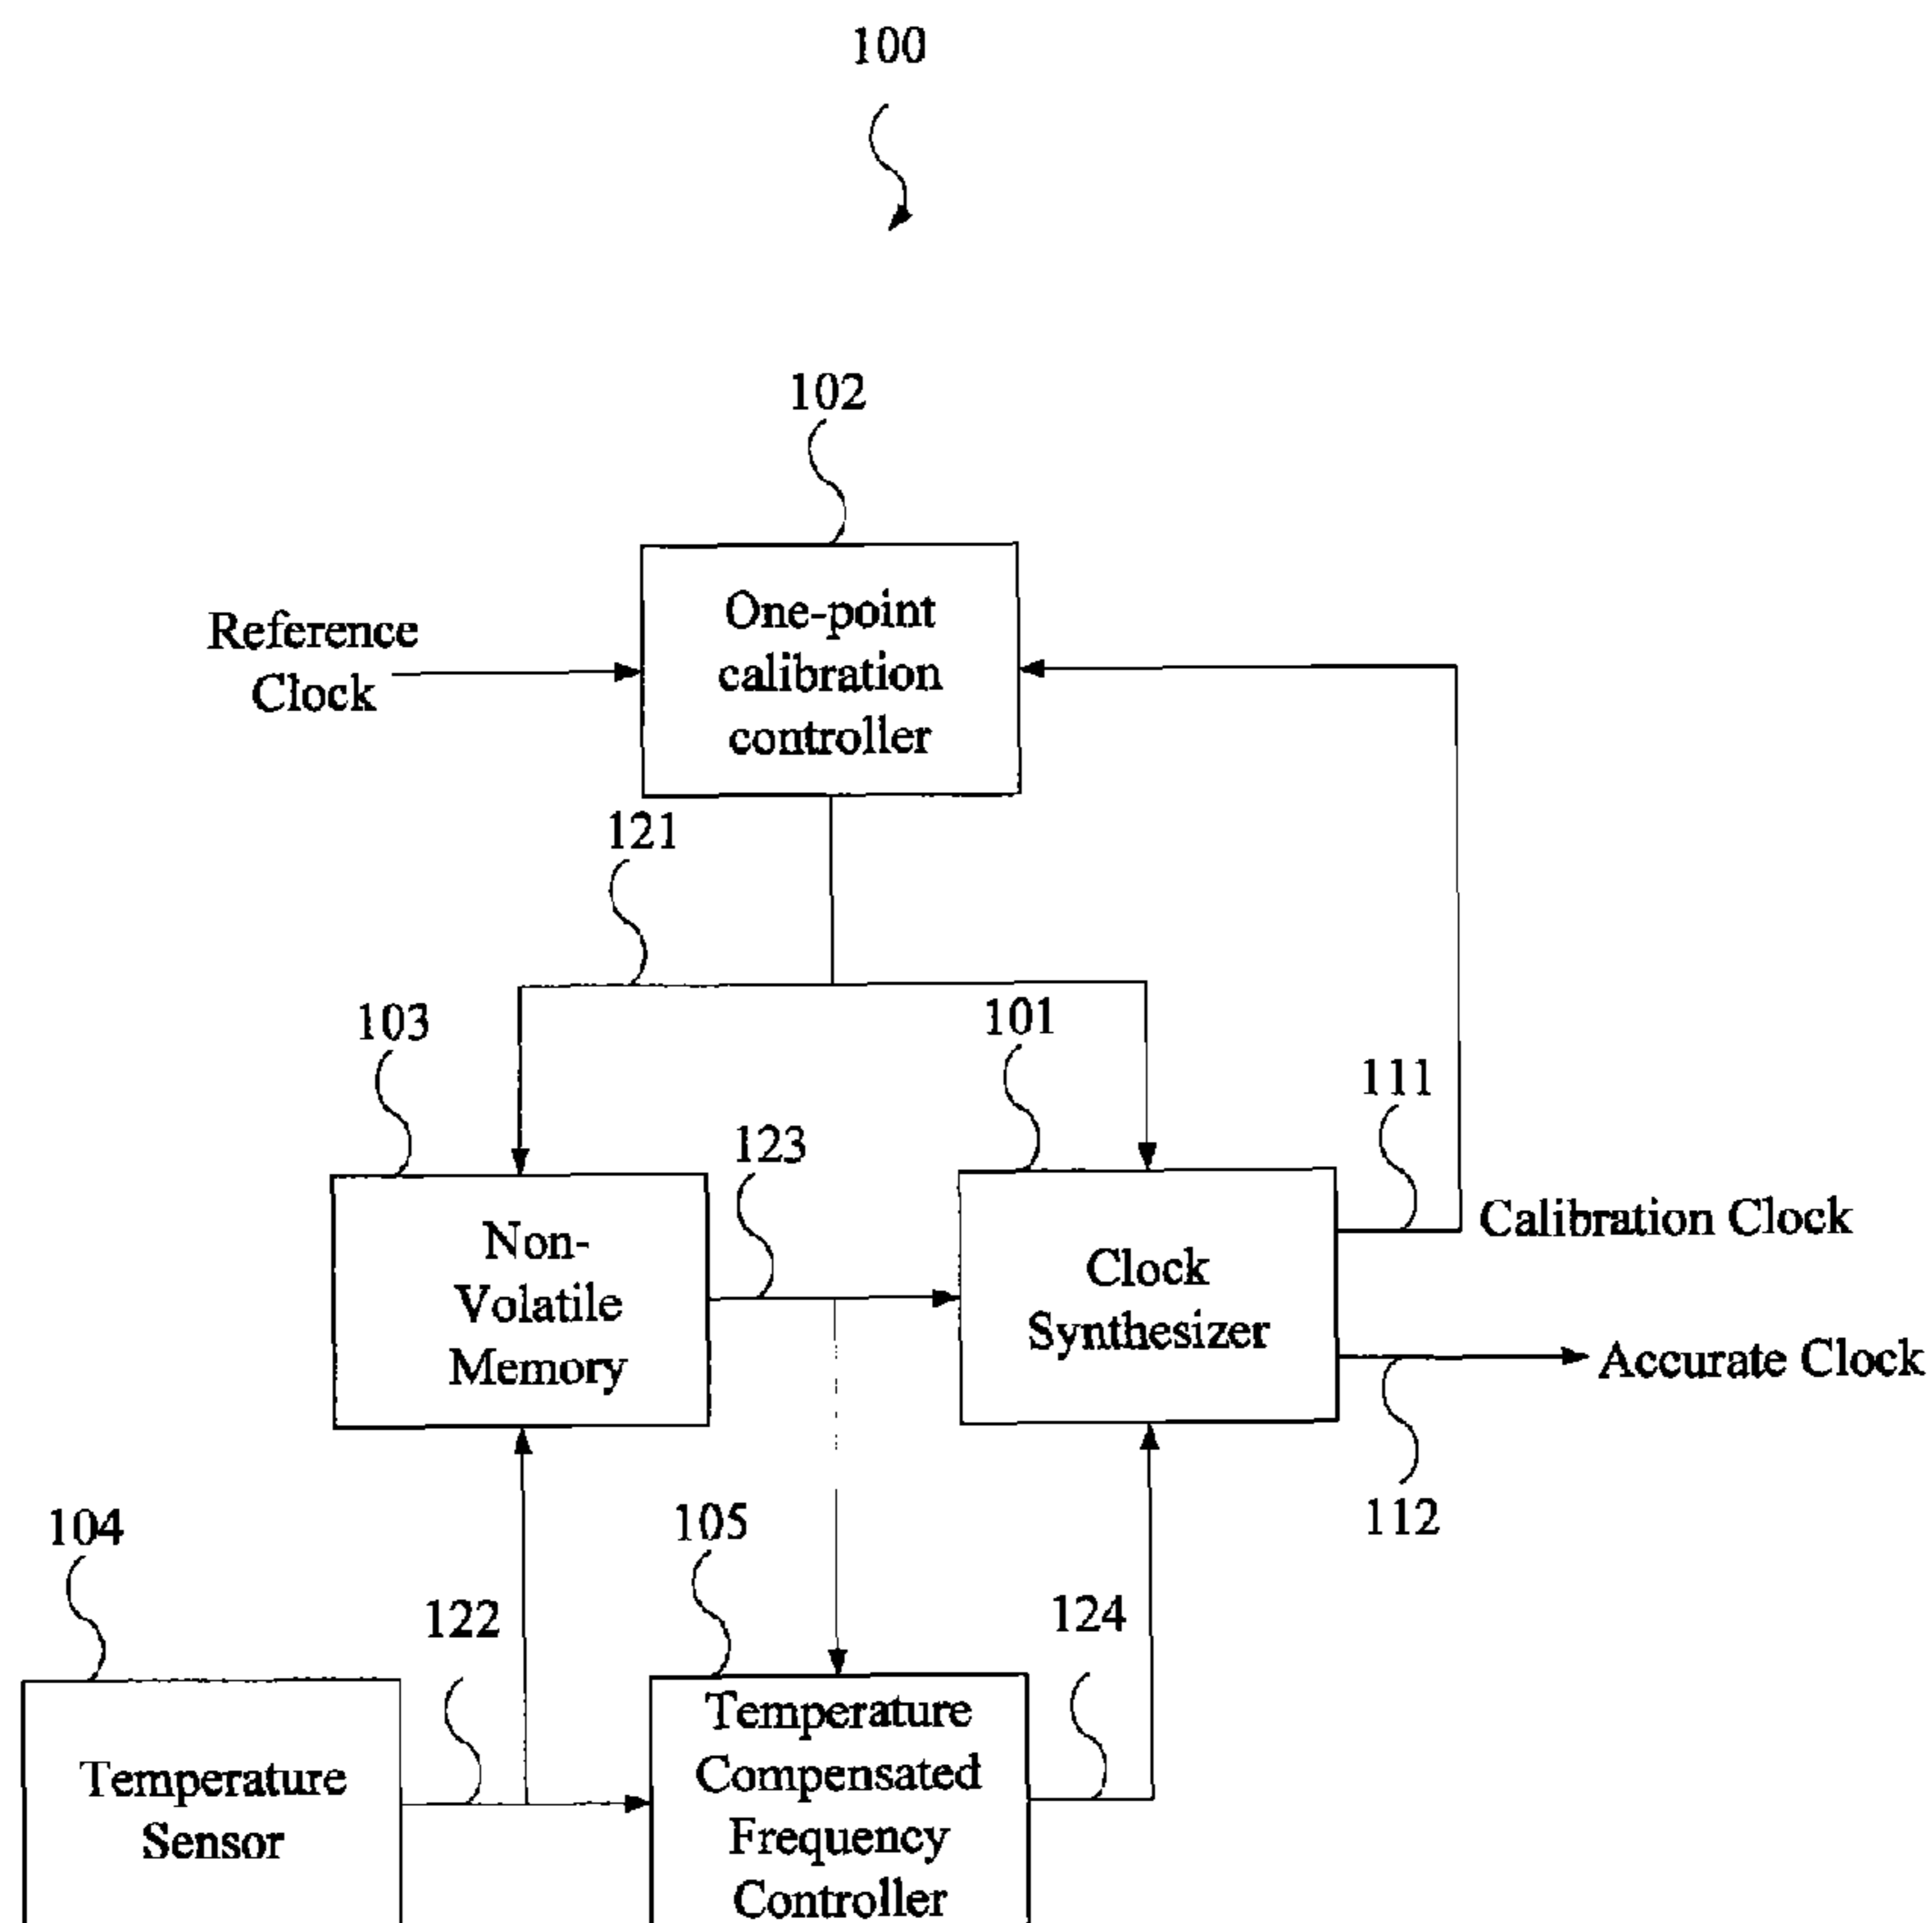 100
102
One-point
calibration
controller
Reference
Clock
121
103
101
111
123
Non-
Volatile
Memory
Clock
Synthesizer
Calibration Clock
Accurate Clock
112
104
105
122
124
Temperature
Sensor
Temperature
Compensated
Frequency
Controller